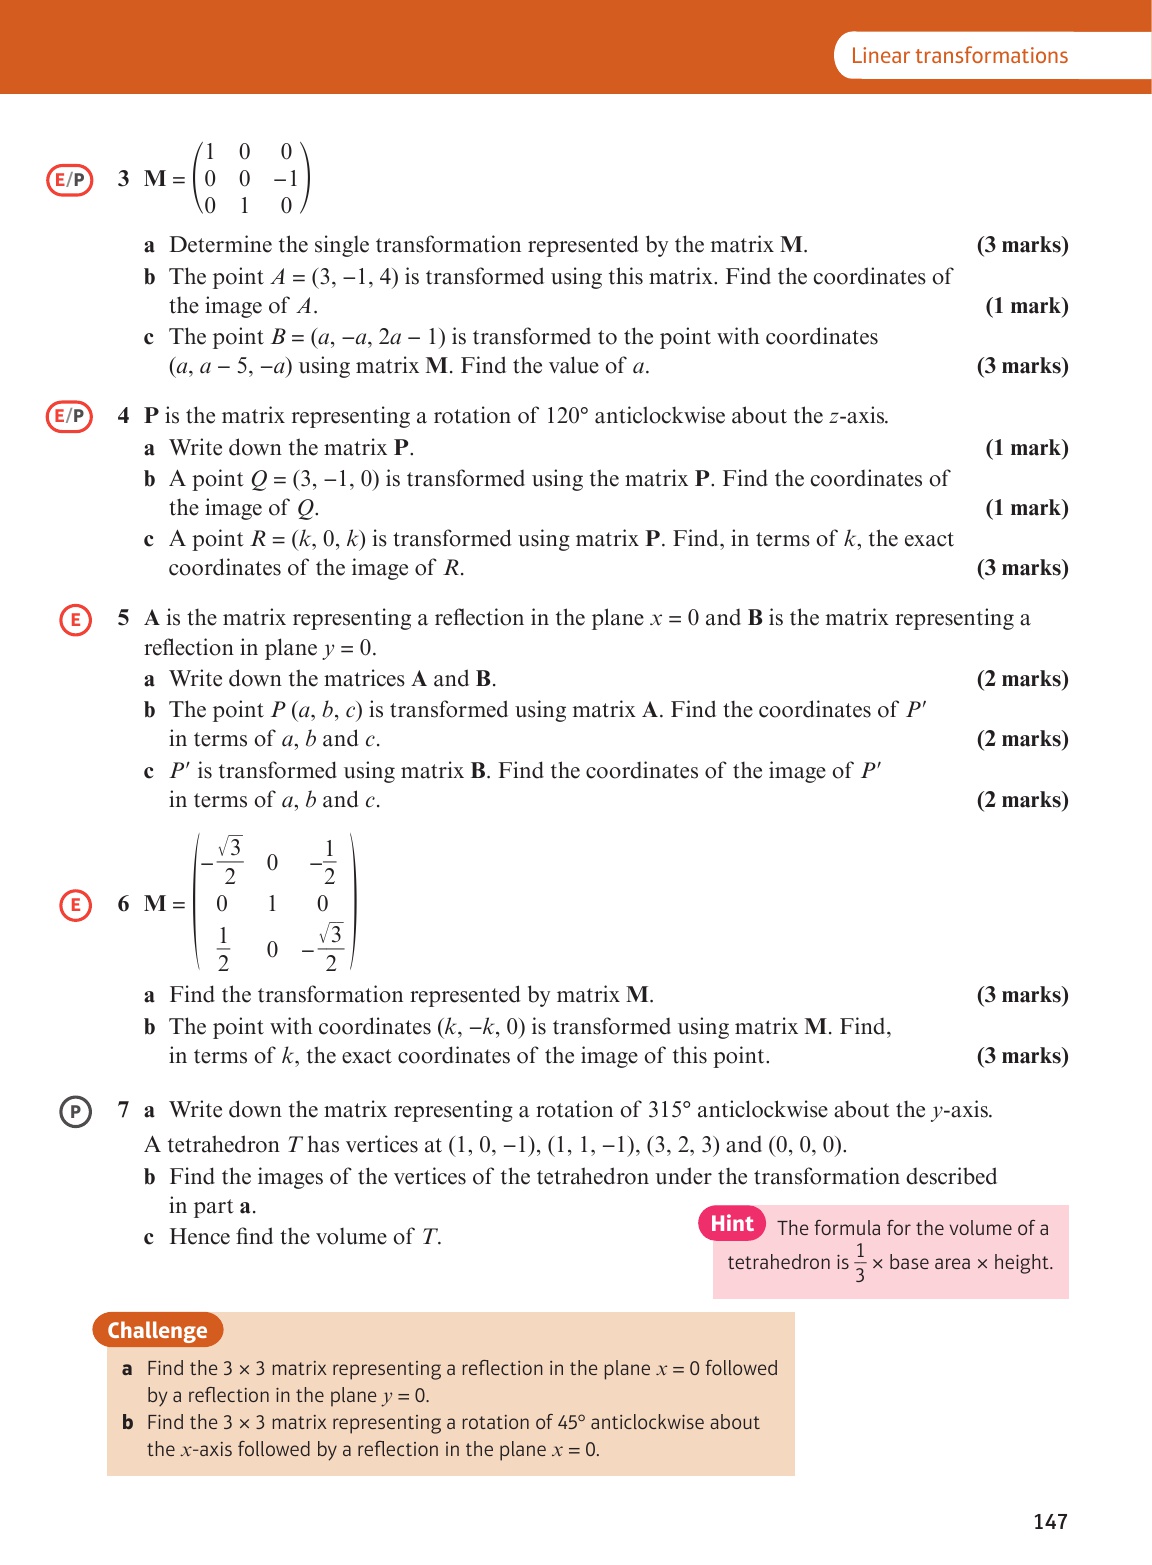 Linear transformations
E/P 3 M = (1 0 0
0 0 −1
0 1 0)
a Determine the single transformation represented by the matrix M. (3 marks)
b The point A = (3, −1, 4) is transformed using this matrix. Find the coordinates of
the image of A. (1 mark)
c The point B = (a, −a, 2a − 1) is transformed to the point with coordinates
(a, a − 5, −a) using matrix M. Find the value of a. (3 marks)
E/P 4 P is the matrix representing a rotation of 120° anticlockwise about the z-axis.
a Write down the matrix P. (1 mark)
b A point Q = (3, −1, 0) is transformed using the matrix P. Find the coordinates of
the image of Q. (1 mark)
c A point R = (k, 0, k) is transformed using matrix P. Find, in terms of k, the exact
coordinates of the image of R. (3 marks)
E 5 A is the matrix representing a reflection in the plane x = 0 and B is the matrix representing a
reflection in plane y = 0.
a Write down the matrices A and B. (2 marks)
b The point P (a, b, c) is transformed using matrix A. Find the coordinates of P′
in terms of a, b and c. (2 marks)
c P′ is transformed using matrix B. Find the coordinates of the image of P′
in terms of a, b and c. (2 marks)
E 6 M = (−√3/2 0 −1/2
0 1 0
1/2 0 −√3/2)
a Find the transformation represented by matrix M. (3 marks)
b The point with coordinates (k, −k, 0) is transformed using matrix M. Find,
in terms of k, the exact coordinates of the image of this point. (3 marks)
P 7 a Write down the matrix representing a rotation of 315° anticlockwise about the y-axis.
A tetrahedron T has vertices at (1, 0, −1), (1, 1, −1), (3, 2, 3) and (0, 0, 0).
b Find the images of the vertices of the tetrahedron under the transformation described
in part a.
c Hence find the volume of T.
Hint The formula for the volume of a
tetrahedron is 1/3 × base area × height.
Challenge
a Find the 3 × 3 matrix representing a reflection in the plane x = 0 followed
by a reflection in the plane y = 0.
b Find the 3 × 3 matrix representing a rotation of 45° anticlockwise about
the x-axis followed by a reflection in the plane x = 0.
147